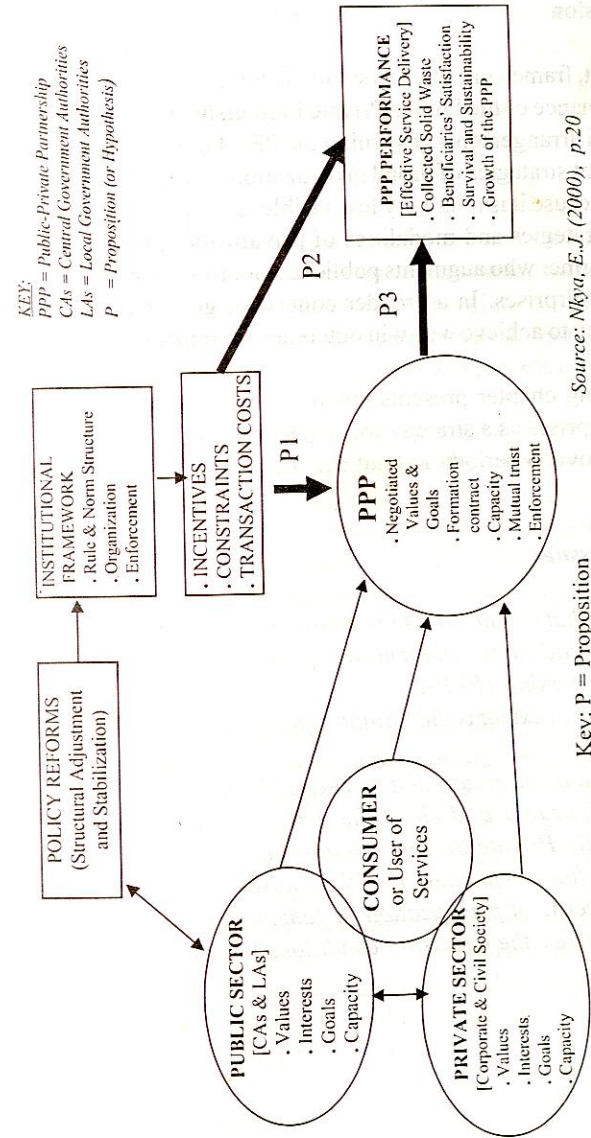 KEY:
PPP = Public-Private Partnership
CAs = Central Government Authorities
LAs = Local Government Authorities
P = Proposition (or Hypothesis)
POLICY REFORMS
(Structural Adjustment
and Stabilization)
INSTITUTIONAL
FRAMEWORK
. Rule & Norm Structure
. Organization
. Enforcement
. INCENTIVES
. CONSTRAINTS
. TRANSACTION COSTS
P1
P2
P3
PUBLIC SECTOR
[CAs & LAs]
. Values
. Interests
. Goals
. Capacity
CONSUMER
or User of
Services
PRIVATE SECTOR
[Corporate & Civil Society]
. Values
. Interests
. Goals
. Capacity
PPP
. Negotiated
Values &
Goals
. Formation
contract
. Capacity
. Mutual trust
. Enforcement
PPP PERFORMANCE
[Effective Service Delivery]
. Collected Solid Waste
. Beneficiaries' Satisfaction
. Survival and Sustainability
. Growth of the PPP
Key: P = Proposition
Source: Nkya, E.J. (2000) p.20